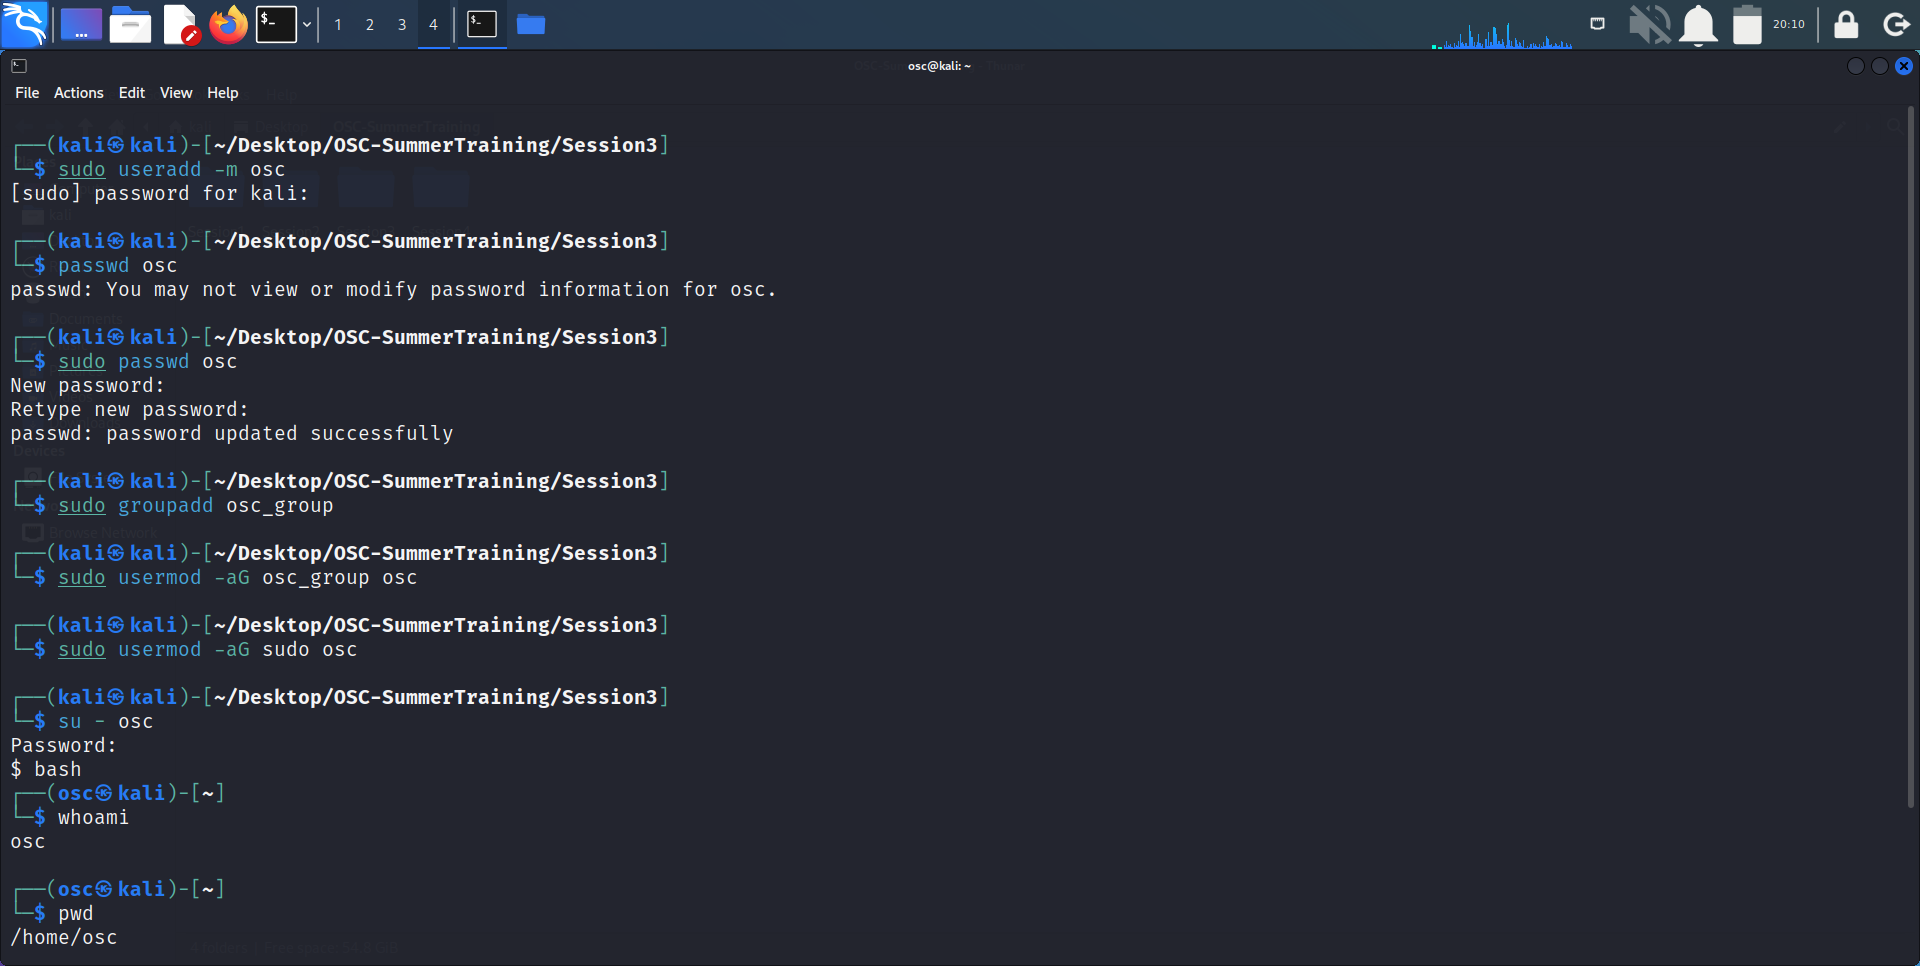 1 2 3 4 20:10
osc@kali: ~
File Actions Edit View Help
┌──(kali㉿kali)-[~/Desktop/OSC-SummerTraining/Session3]
└─$ sudo useradd -m osc
[sudo] password for kali:
┌──(kali㉿kali)-[~/Desktop/OSC-SummerTraining/Session3]
└─$ passwd osc
passwd: You may not view or modify password information for osc.
┌──(kali㉿kali)-[~/Desktop/OSC-SummerTraining/Session3]
└─$ sudo passwd osc
New password:
Retype new password:
passwd: password updated successfully
┌──(kali㉿kali)-[~/Desktop/OSC-SummerTraining/Session3]
└─$ sudo groupadd osc_group
┌──(kali㉿kali)-[~/Desktop/OSC-SummerTraining/Session3]
└─$ sudo usermod -aG osc_group osc
┌──(kali㉿kali)-[~/Desktop/OSC-SummerTraining/Session3]
└─$ sudo usermod -aG sudo osc
┌──(kali㉿kali)-[~/Desktop/OSC-SummerTraining/Session3]
└─$ su - osc
Password:
$ bash
┌──(osc㉿kali)-[~]
└─$ whoami
osc
┌──(osc㉿kali)-[~]
└─$ pwd
/home/osc